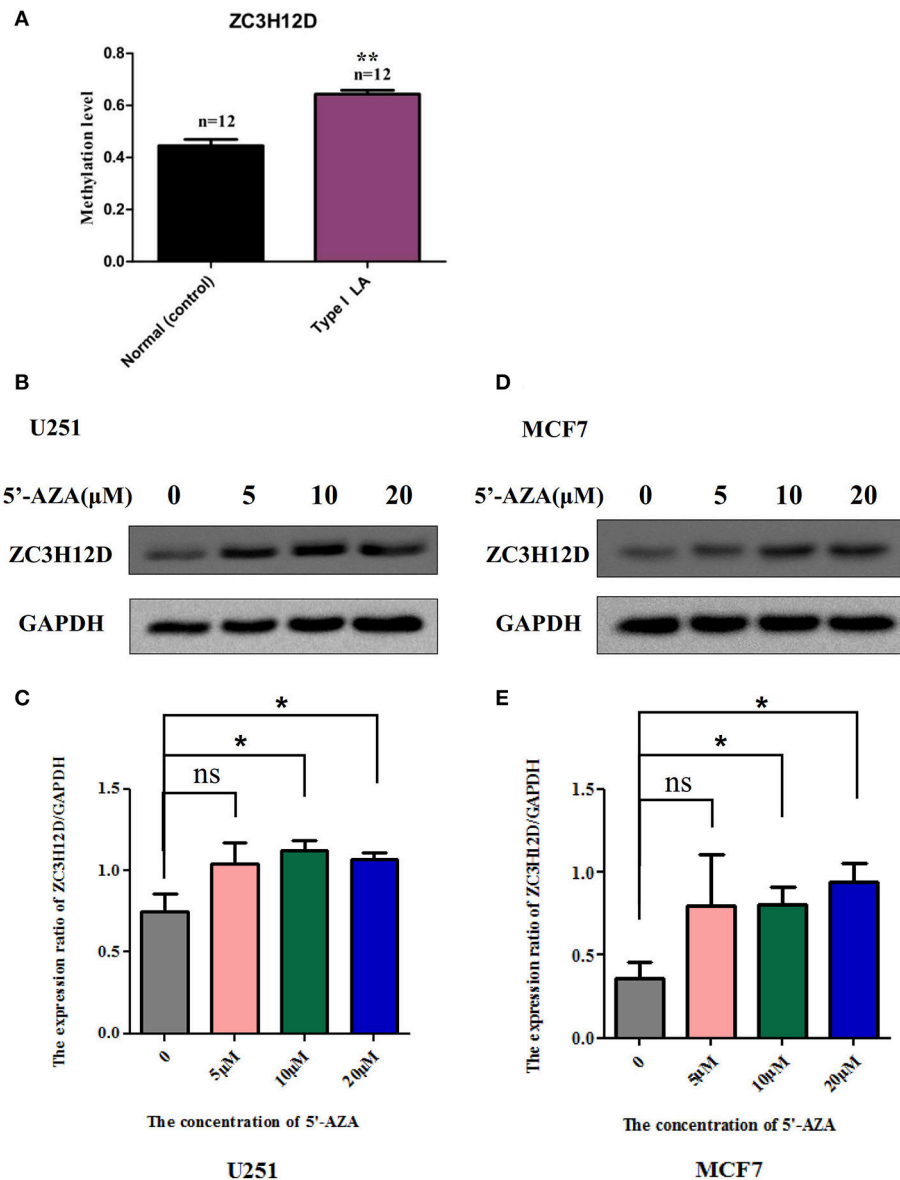 A
ZC3H12D
Methylation level
0.8
0.6
0.4
0.2
0.0
n=12
**
n=12
Normal (control)
Type I LA
B
U251
5'-AZA(μM) 0 5 10 20
ZC3H12D
GAPDH
D
MCF7
5'-AZA(μM) 0 5 10 20
ZC3H12D
GAPDH
C
The expression ratio of ZC3H12D/GAPDH
1.5
1.0
0.5
0.0
*
*
ns
0
5μM
10μM
20μM
The concentration of 5'-AZA
U251
E
The expression ratio of ZC3H12D/GAPDH
1.5
1.0
0.5
0.0
*
*
ns
0
5μM
10μM
20μM
The concentration of 5'-AZA
MCF7